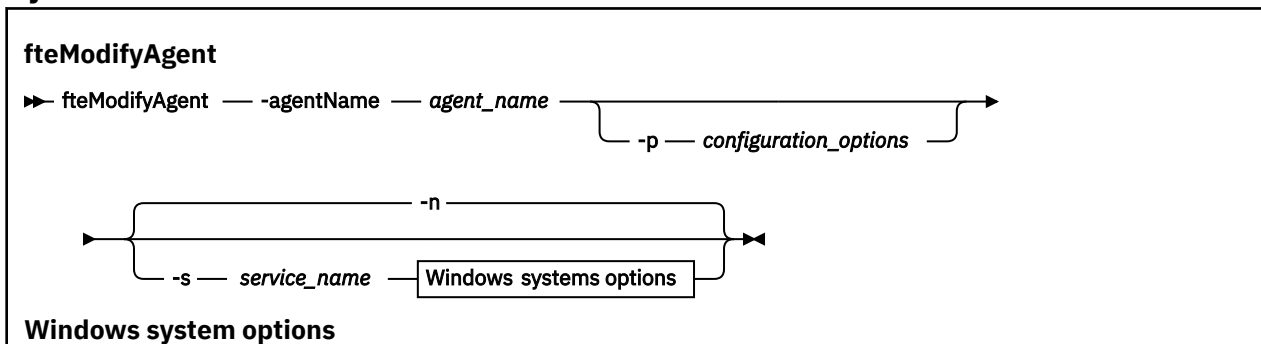 fteModifyAgent
fteModifyAgent -agentName agent_name
-p configuration_options
-n
-s service_name Windows systems options
Windows system options